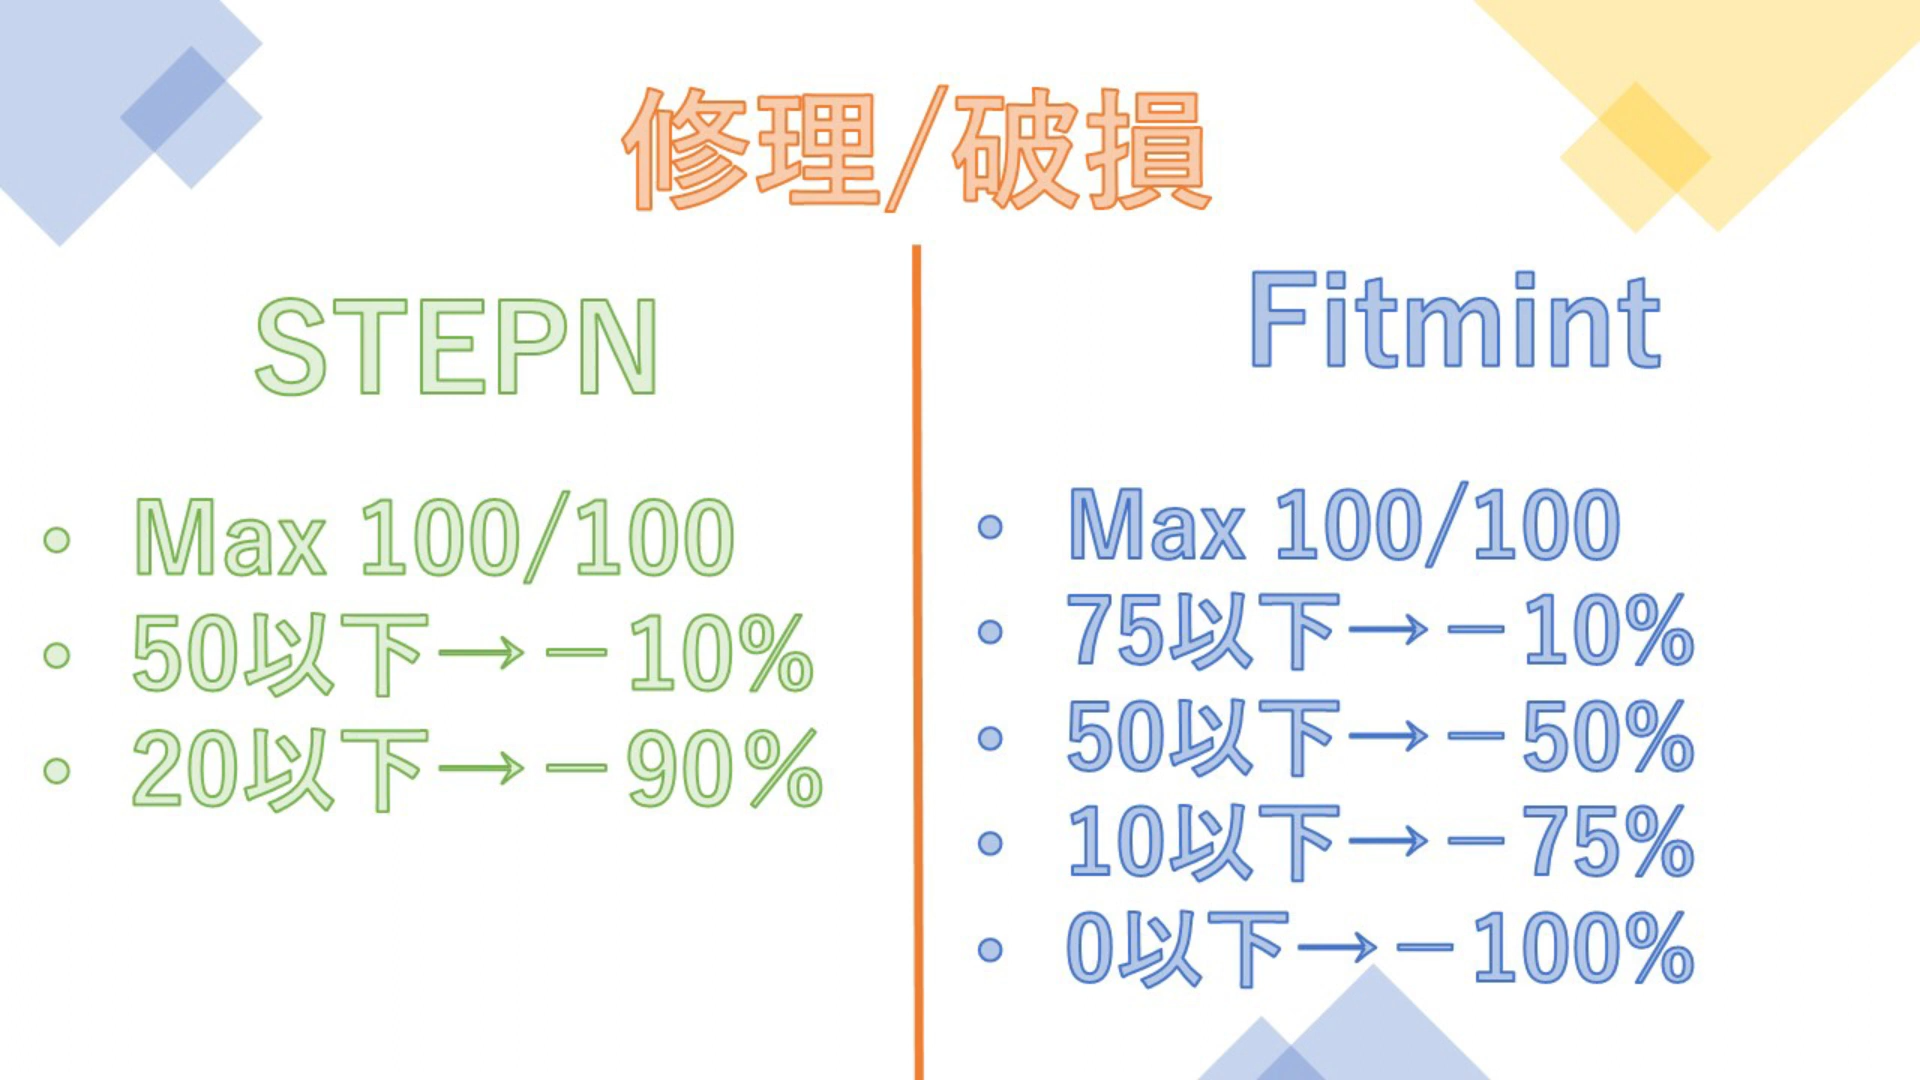 修理/破損
STEPN
• Max 100/100
• 50以下→－10%
• 20以下→－90%
Fitmint
• Max 100/100
• 75以下→－10%
• 50以下→－50%
• 10以下→－75%
• 0以下→－100%